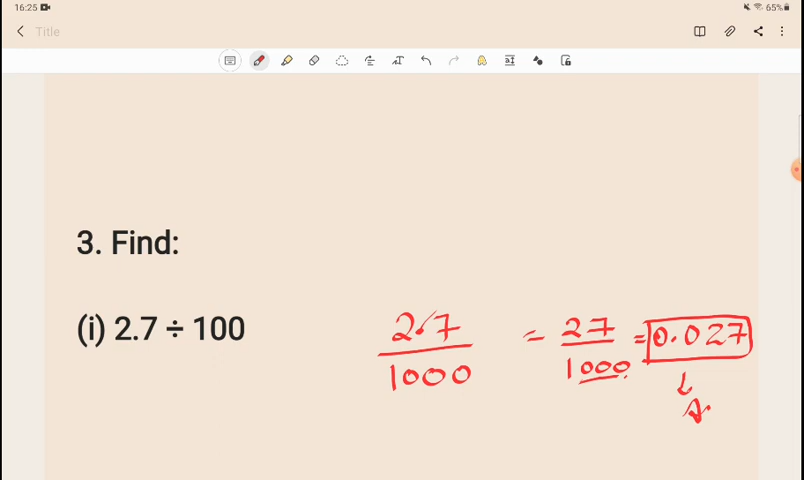 16:25 65%
Title
3. Find:
(i) 2.7 ÷ 100
2.7 / 1000 = 27 / 1000 = 0.027